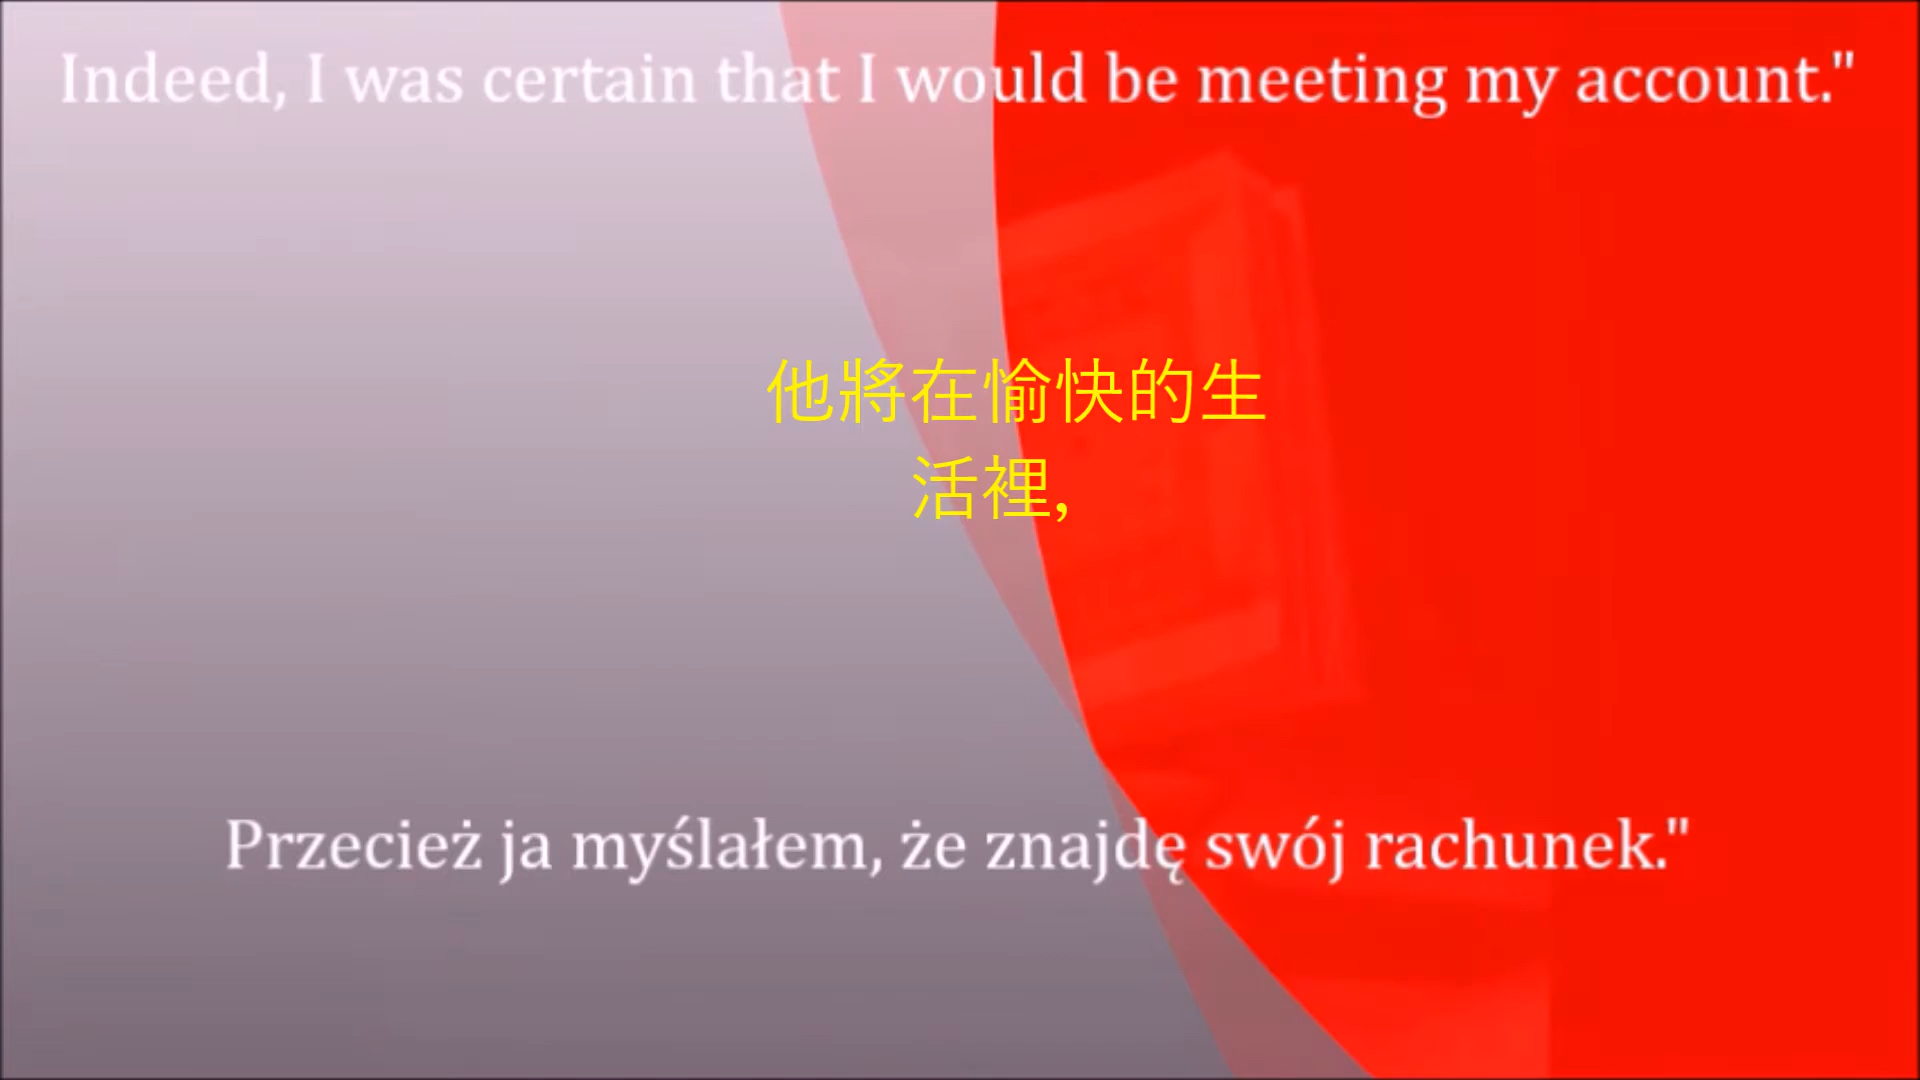 Indeed, I was certain that I would be meeting my account."
他將在愉快的生
活裡,
Przecież ja myślałem, że znajdę swój rachunek."